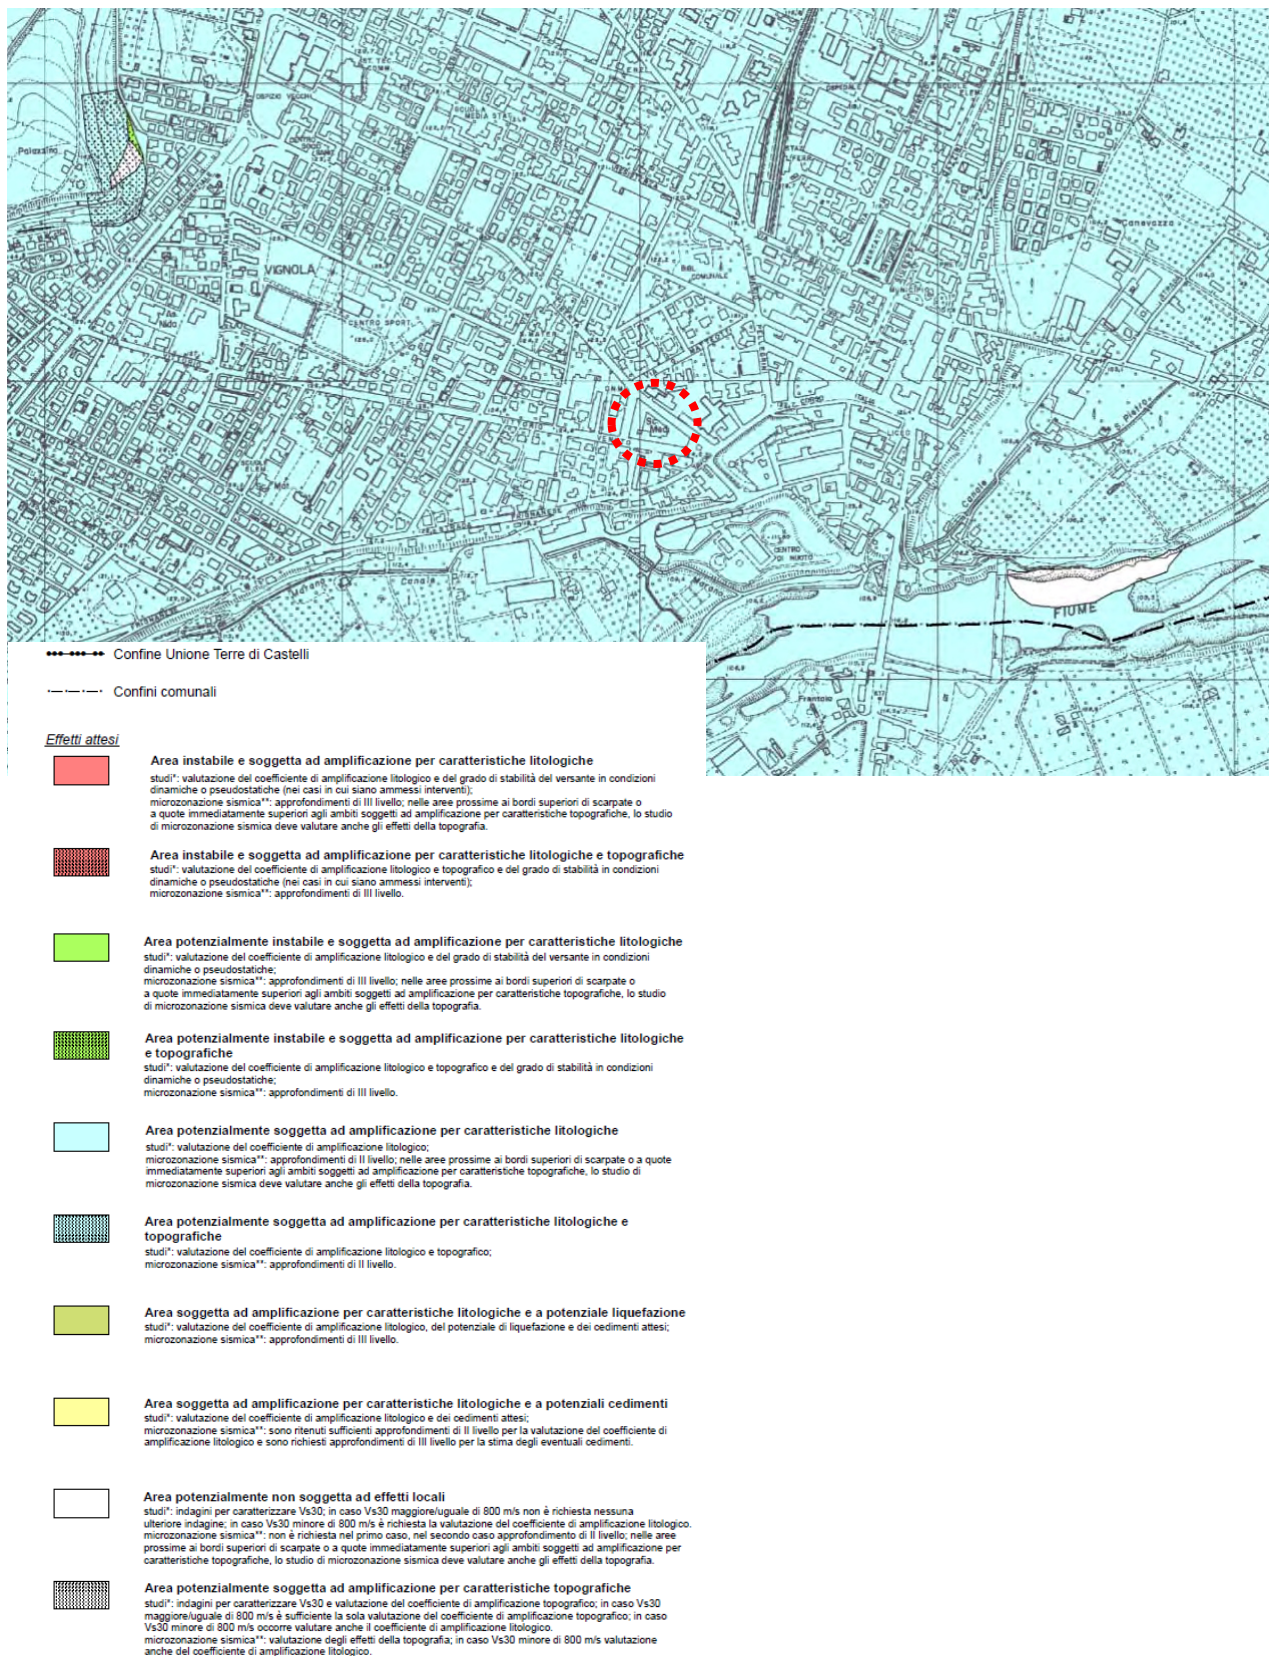 OSPIZIO VECCHI
SCUOLA
MEDIA STAT.
OSPEDALE
Canevazzo
VIGNOLA
BIBL.
COMUNALE
MUNICIPIO
CENTRO SPORT.
As.
Nido
Sc.
Med.
VENETO
CORSO
ITALIA
LICEO
SCUOLE
ELEM.
Canale
CENTRO
DI NUOTO
FIUME
Frantoio
Confine Unione Terre di Castelli
Confini comunali
Effetti attesi
Area instabile e soggetta ad amplificazione per caratteristiche litologiche
studi*: valutazione del coefficiente di amplificazione litologico e del grado di stabilità del versante in condizioni
dinamiche o pseudostatiche (nei casi in cui siano ammessi interventi);
microzonazione sismica**: approfondimenti di III livello; nelle aree prossime ai bordi superiori di scarpate o
a quote immediatamente superiori agli ambiti soggetti ad amplificazione per caratteristiche topografiche, lo studio
di microzonazione sismica deve valutare anche gli effetti della topografia.
Area instabile e soggetta ad amplificazione per caratteristiche litologiche e topografiche
studi*: valutazione del coefficiente di amplificazione litologico e topografico e del grado di stabilità in condizioni
dinamiche o pseudostatiche (nei casi in cui siano ammessi interventi);
microzonazione sismica**: approfondimenti di III livello.
Area potenzialmente instabile e soggetta ad amplificazione per caratteristiche litologiche
studi*: valutazione del coefficiente di amplificazione litologico e del grado di stabilità del versante in condizioni
dinamiche o pseudostatiche;
microzonazione sismica**: approfondimenti di III livello; nelle aree prossime ai bordi superiori di scarpate o
a quote immediatamente superiori agli ambiti soggetti ad amplificazione per caratteristiche topografiche, lo studio
di microzonazione sismica deve valutare anche gli effetti della topografia.
Area potenzialmente instabile e soggetta ad amplificazione per caratteristiche litologiche
e topografiche
studi*: valutazione del coefficiente di amplificazione litologico e topografico e del grado di stabilità in condizioni
dinamiche o pseudostatiche;
microzonazione sismica**: approfondimenti di III livello.
Area potenzialmente soggetta ad amplificazione per caratteristiche litologiche
studi*: valutazione del coefficiente di amplificazione litologico;
microzonazione sismica**: approfondimenti di II livello; nelle aree prossime ai bordi superiori di scarpate o a quote
immediatamente superiori agli ambiti soggetti ad amplificazione per caratteristiche topografiche, lo studio di
microzonazione sismica deve valutare anche gli effetti della topografia.
Area potenzialmente soggetta ad amplificazione per caratteristiche litologiche e
topografiche
studi*: valutazione del coefficiente di amplificazione litologico e topografico;
microzonazione sismica**: approfondimenti di II livello.
Area soggetta ad amplificazione per caratteristiche litologiche e a potenziale liquefazione
studi*: valutazione del coefficiente di amplificazione litologico, del potenziale di liquefazione e dei cedimenti attesi;
microzonazione sismica**: approfondimenti di III livello.
Area soggetta ad amplificazione per caratteristiche litologiche e a potenziali cedimenti
studi*: valutazione del coefficiente di amplificazione litologico e dei cedimenti attesi;
microzonazione sismica**: sono ritenuti sufficienti approfondimenti di II livello per la valutazione del coefficiente di
amplificazione litologico e sono richiesti approfondimenti di III livello per la stima degli eventuali cedimenti.
Area potenzialmente non soggetta ad effetti locali
studi*: indagini per caratterizzare Vs30; in caso Vs30 maggiore/uguale di 800 m/s non è richiesta nessuna
ulteriore indagine; in caso Vs30 minore di 800 m/s è richiesta la valutazione del coefficiente di amplificazione litologico.
microzonazione sismica**: non è richiesta nel primo caso, nel secondo caso approfondimento di II livello; nelle aree
prossime ai bordi superiori di scarpate o a quote immediatamente superiori agli ambiti soggetti ad amplificazione per
caratteristiche topografiche, lo studio di microzonazione sismica deve valutare anche gli effetti della topografia.
Area potenzialmente soggetta ad amplificazione per caratteristiche topografiche
studi*: indagini per caratterizzare Vs30 e valutazione del coefficiente di amplificazione topografico; in caso Vs30
maggiore/uguale di 800 m/s è sufficiente la sola valutazione del coefficiente di amplificazione topografico; in caso
Vs30 minore di 800 m/s occorre valutare anche il coefficiente di amplificazione litologico.
microzonazione sismica**: valutazione degli effetti della topografia; in caso Vs30 minore di 800 m/s valutazione
anche del coefficiente di amplificazione litologico.